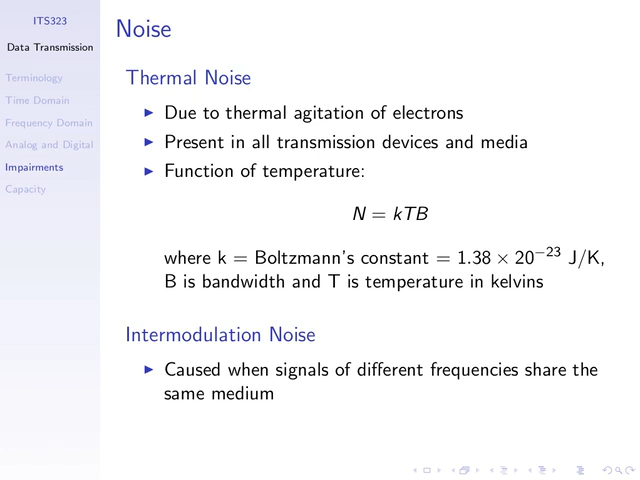 ITS323
Data Transmission
Terminology
Time Domain
Frequency Domain
Analog and Digital
Impairments
Capacity
Noise
Thermal Noise
▶ Due to thermal agitation of electrons
▶ Present in all transmission devices and media
▶ Function of temperature:
N = kTB
where k = Boltzmann's constant = 1.38 × 20⁻²³ J/K,
B is bandwidth and T is temperature in kelvins
Intermodulation Noise
▶ Caused when signals of different frequencies share the
same medium